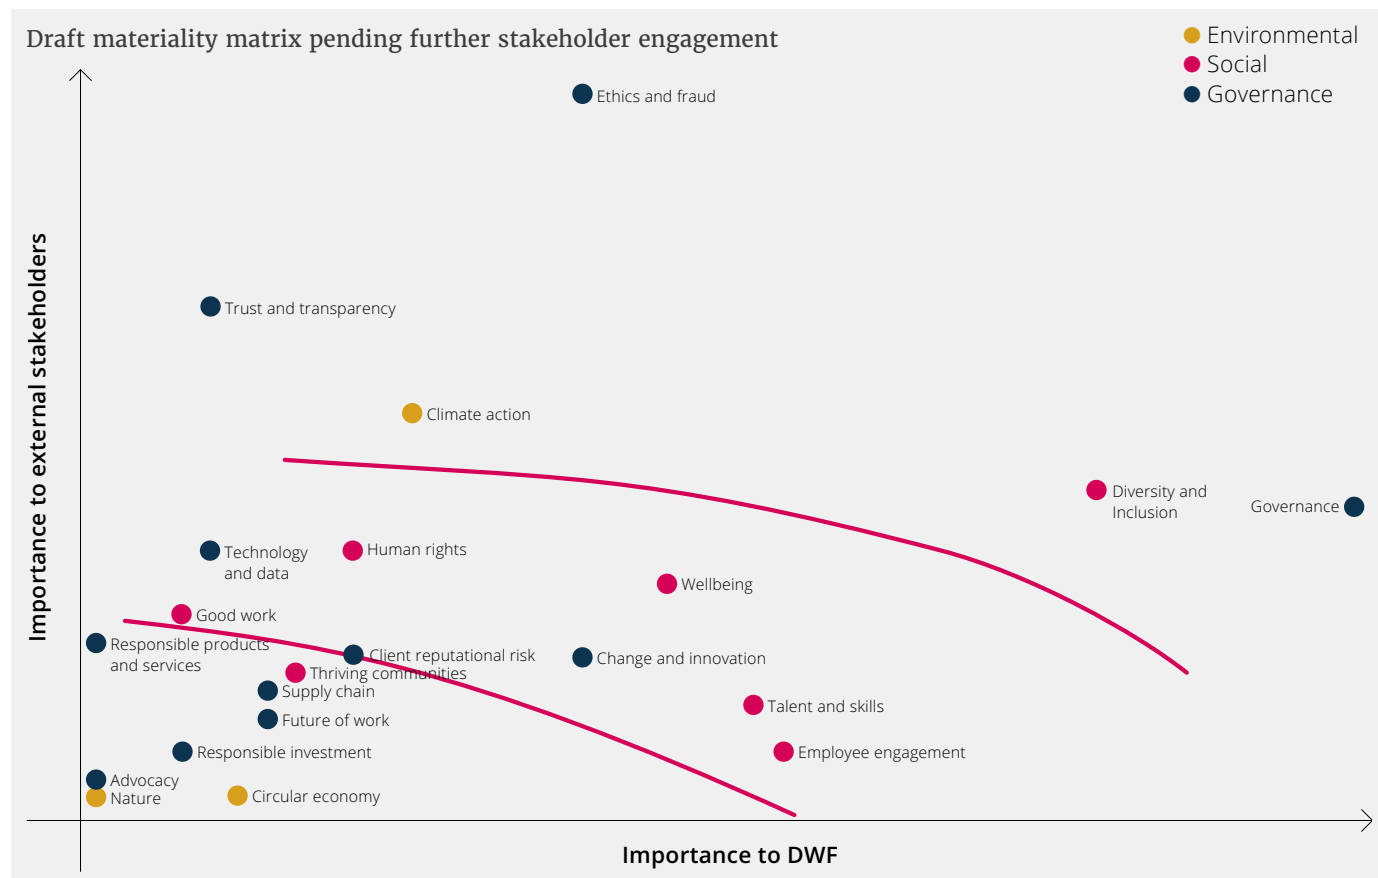 Draft materiality matrix pending further stakeholder engagement
Environmental
Social
Governance
Importance to external stakeholders
Ethics and fraud
Trust and transparency
Climate action
Diversity and
Inclusion
Governance
Technology
and data
Human rights
Wellbeing
Good work
Responsible products
and services
Client reputational risk
Change and innovation
Thriving communities
Supply chain
Talent and skills
Future of work
Responsible investment
Employee engagement
Advocacy
Nature
Circular economy
Importance to DWF